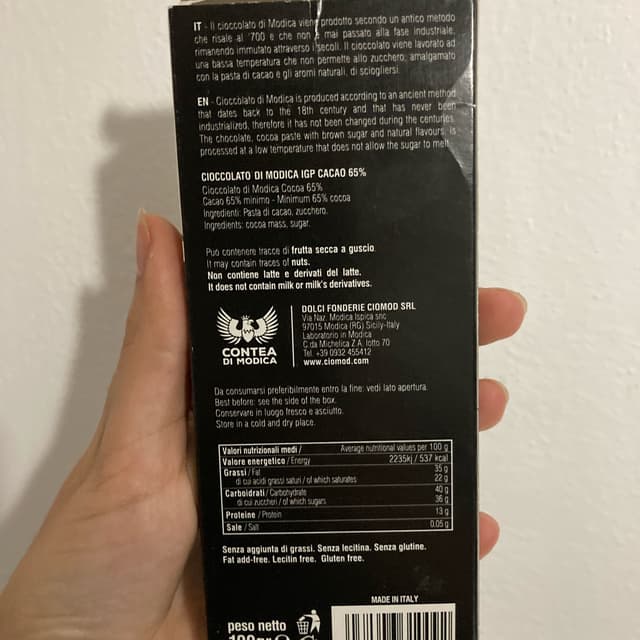 IT - Il cioccolato di Modica viene prodotto secondo un antico metodo
che risale al '700 e che non è mai passato alla fase industriale,
rimanendo immutato attraverso i secoli. Il cioccolato viene lavorato ad
una bassa temperatura che non permette allo zucchero, amalgamato
con la pasta di cacao e gli aromi naturali, di sciogliersi.
EN - Cioccolato di Modica is produced according to an ancient method
that dates back to the 18th century and that has never been
industrialized, therefore it has not been changed during the centuries.
The chocolate, cocoa paste with brown sugar and natural flavours, is
processed at a low temperature that does not allow the sugar to melt.
CIOCCOLATO DI MODICA IGP CACAO 65%
Cioccolato di Modica Cocoa 65%
Cacao 65% minimo - Minimum 65% cocoa
Ingredienti: Pasta di cacao, zucchero.
Ingredients: cocoa mass, sugar.
Può contenere tracce di frutta secca a guscio.
It may contain traces of nuts.
Non contiene latte e derivati del latte.
It does not contain milk or milk's derivatives.
CONTEA
DI MODICA
DOLCI FONDERIE CIOMOD SRL
Via Naz. Modica Ispica snc
97015 Modica (RG) Sicily-Italy
Laboratorio in Modica
C.da Michelica Z.A. lotto 70
Tel. +39 0932 455412
www.ciomod.com
Da consumarsi preferibilmente entro la fine: vedi lato apertura.
Best before: see the side of the box.
Conservare in luogo fresco e asciutto.
Store in a cold and dry place.
Valori nutrizionali medi / Average nutritional values per 100 g
Valore energetico / Energy 2235kj / 537 kcal
Grassi / Fat 35 g
di cui acidi grassi saturi / of which saturates 22 g
Carboidrati / Carbohydrate 40 g
di cui zuccheri / of which sugars 36 g
Proteine / Protein 13 g
Sale / Salt 0.05 g
Senza aggiunta di grassi. Senza lecitina. Senza glutine.
Fat add-free. Lecilin free. Gluten free.
MADE IN ITALY
peso netto
100gr